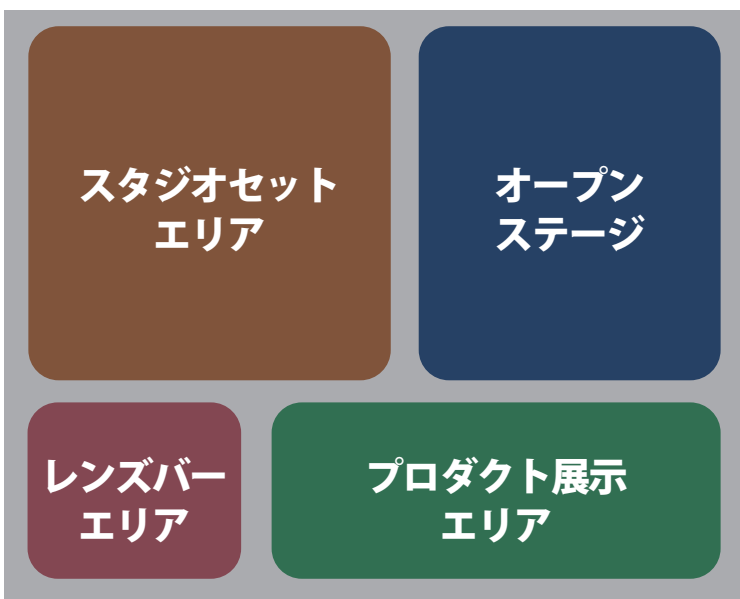 スタジオセット
エリア
オープン
ステージ
レンズバー
エリア
プロダクト展示
エリア